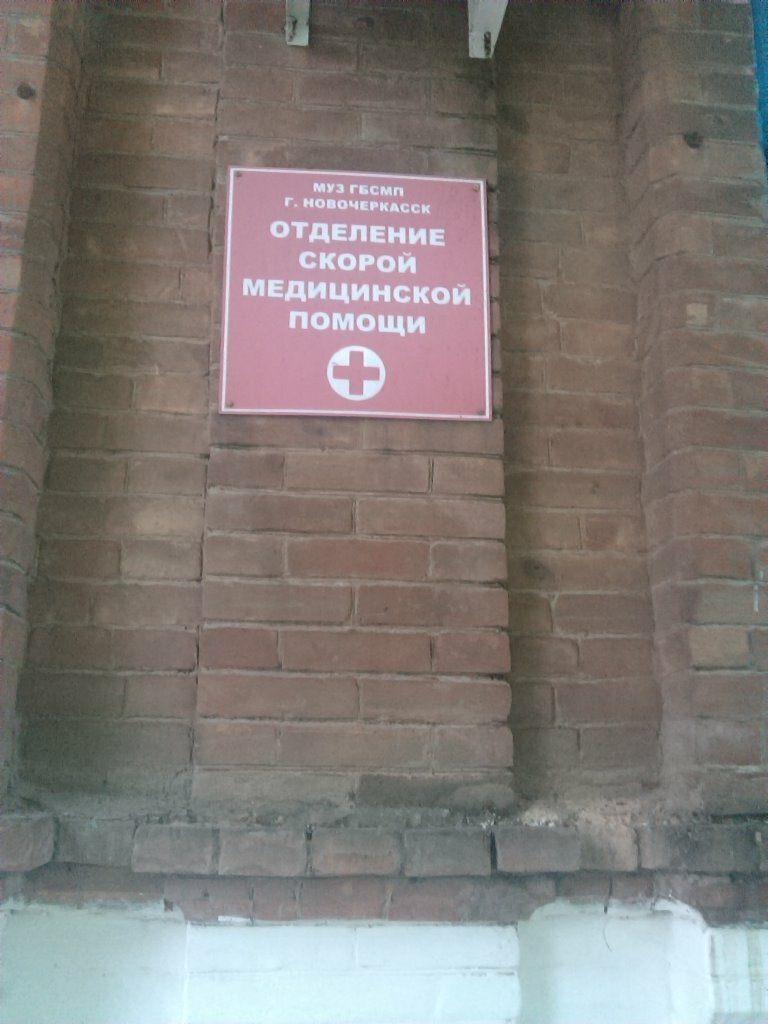 МУЗ ГБСМП
Г. НОВОЧЕРКАССК
ОТДЕЛЕНИЕ
СКОРОЙ
МЕДИЦИНСКОЙ
ПОМОЩИ